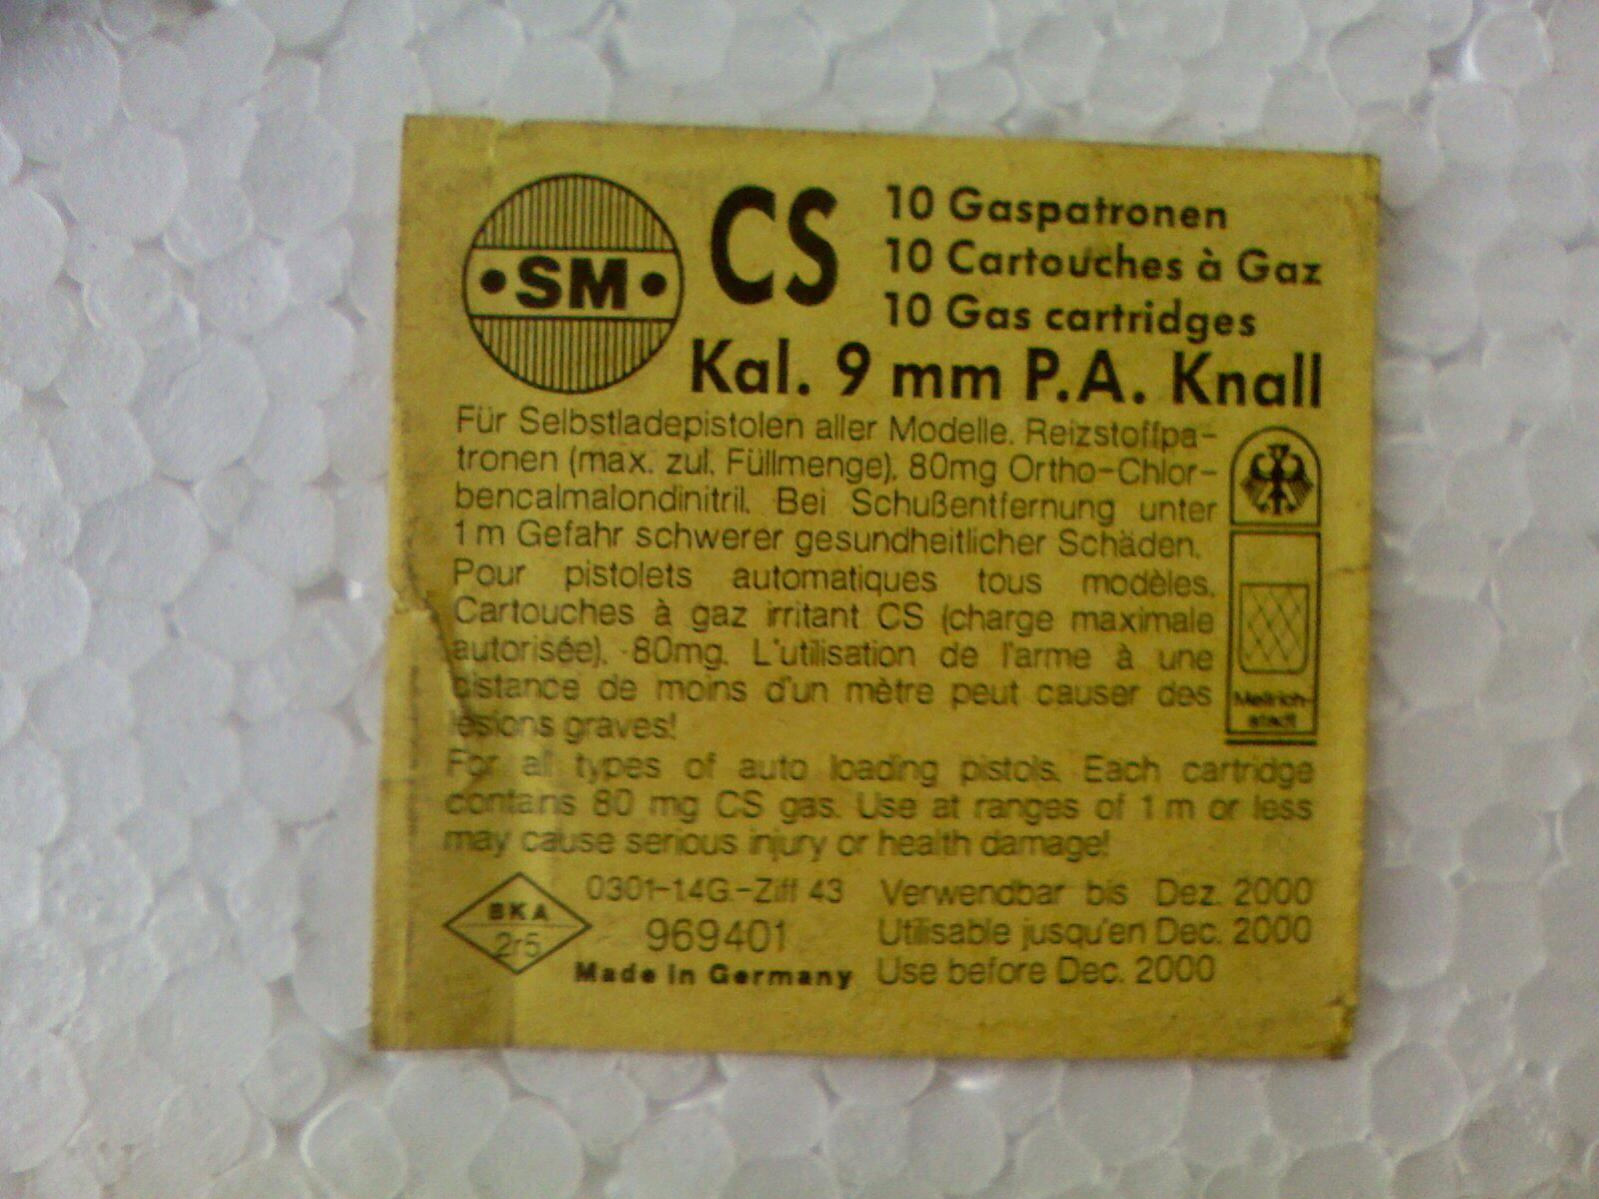 SM
CS
10 Gaspatronen
10 Cartouches à Gaz
10 Gas cartridges
Kal. 9 mm P.A. Knall
Für Selbstladepistolen aller Modelle. Reizstoffpa-
tronen (max. zul. Füllmenge). 80mg Ortho-Chlor-
bencalmalondinitril. Bei Schußentfernung unter
1 m Gefahr schwerer gesundheitlicher Schäden.
Pour pistolets automatiques tous modèles.
Cartouches à gaz irritant CS (charge maximale
autorisée). 80mg. L'utilisation de l'arme à une
distance de moins d'un mètre peut causer des
lésions graves!
Mellrich-
stadt
For all types of auto loading pistols. Each cartridge
contains 80 mg CS gas. Use at ranges of 1 m or less
may cause serious injury or health damage!
BKA
2r5
0301-1.4G.-Ziff 43
969401
Made in Germany
Verwendbar bis Dez. 2000
Utilisable jusqu'en Dec. 2000
Use before Dec. 2000